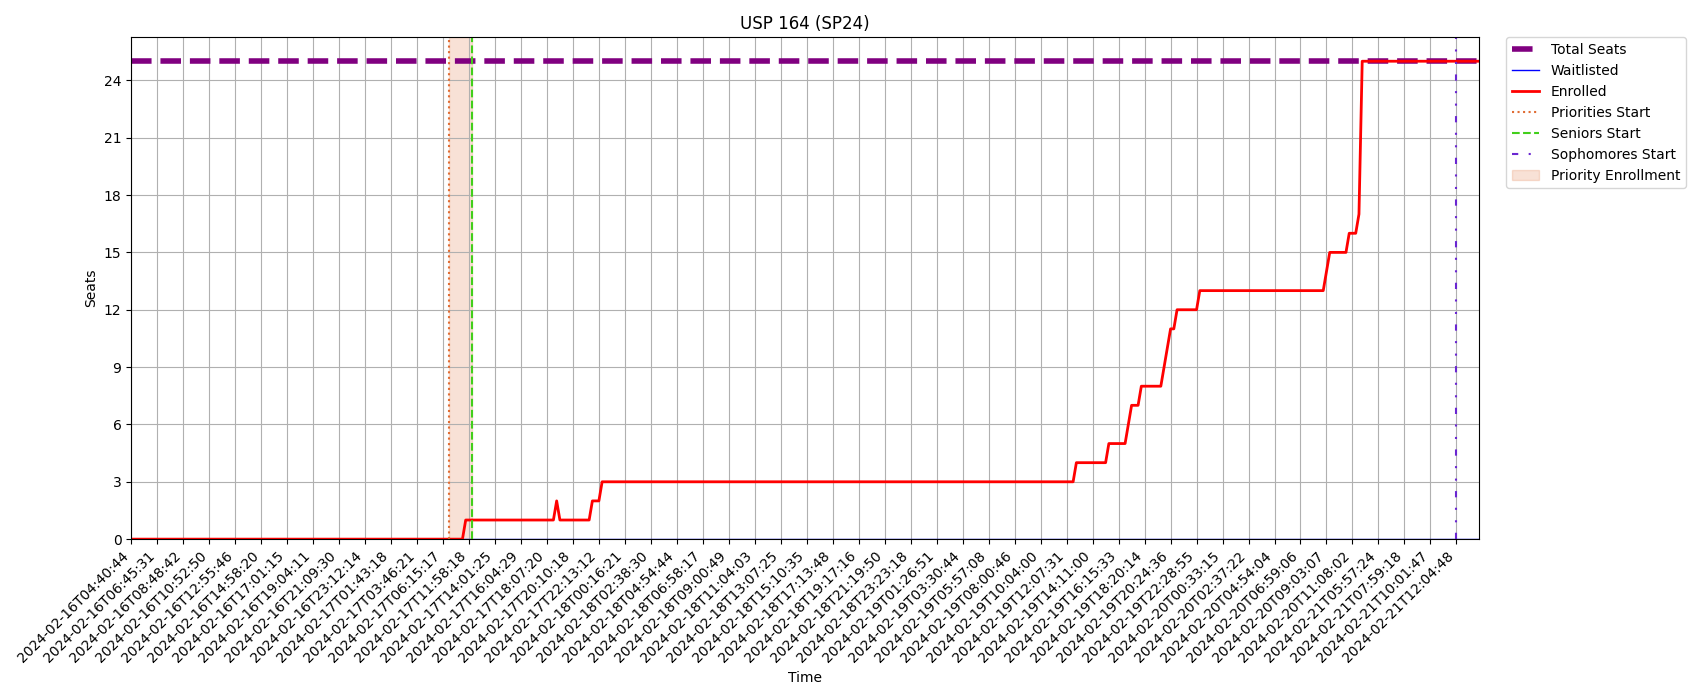 USP 164 (SP24)
Total Seats
Waitlisted
Enrolled
Priorities Start
Seniors Start
Sophomores Start
Priority Enrollment
Seats
24
21
18
15
12
9
6
3
0
2024-02-16T04:40:44
2024-02-16T06:45:31
2024-02-16T08:48:42
2024-02-16T10:52:50
2024-02-16T12:55:46
2024-02-16T14:58:20
2024-02-16T17:01:15
2024-02-16T19:04:11
2024-02-16T21:09:30
2024-02-16T23:12:14
2024-02-17T01:43:18
2024-02-17T03:46:21
2024-02-17T06:15:17
2024-02-17T11:58:18
2024-02-17T14:01:25
2024-02-17T16:04:29
2024-02-17T18:07:20
2024-02-17T20:10:18
2024-02-17T22:13:12
2024-02-18T00:16:21
2024-02-18T02:38:30
2024-02-18T04:54:44
2024-02-18T06:58:17
2024-02-18T09:00:49
2024-02-18T11:04:03
2024-02-18T13:07:25
2024-02-18T15:10:35
2024-02-18T17:13:48
2024-02-18T19:17:16
2024-02-18T21:19:50
2024-02-18T23:23:18
2024-02-19T01:26:51
2024-02-19T03:30:44
2024-02-19T05:57:08
2024-02-19T08:00:46
2024-02-19T10:04:00
2024-02-19T12:07:31
2024-02-19T14:11:00
2024-02-19T16:15:33
2024-02-19T18:20:14
2024-02-19T20:24:36
2024-02-19T22:28:55
2024-02-20T00:33:15
2024-02-20T02:37:22
2024-02-20T04:54:04
2024-02-20T06:59:06
2024-02-20T09:03:07
2024-02-20T11:08:02
2024-02-21T05:57:24
2024-02-21T07:59:18
2024-02-21T10:01:47
2024-02-21T12:04:48
Time